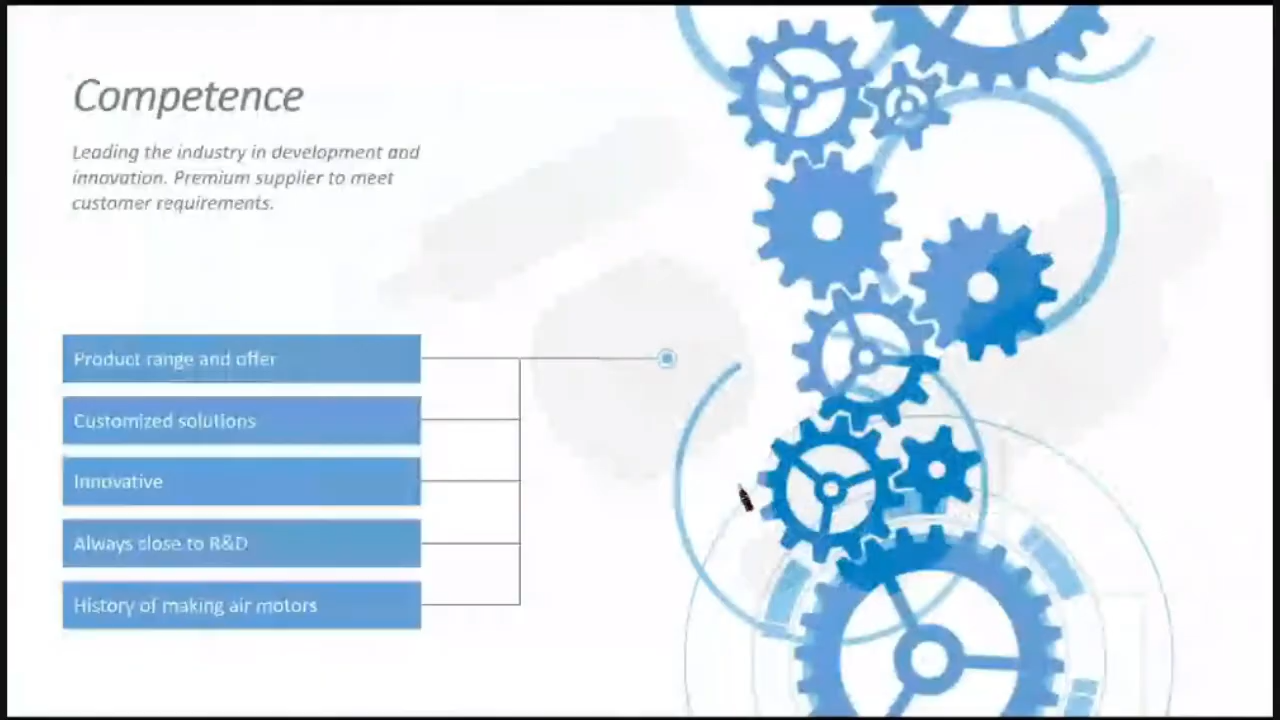 Competence
Leading the industry in development and
innovation. Premium supplier to meet
customer requirements.
Product range and offer
Customized solutions
Innovative
Always close to R&D
History of making air motors